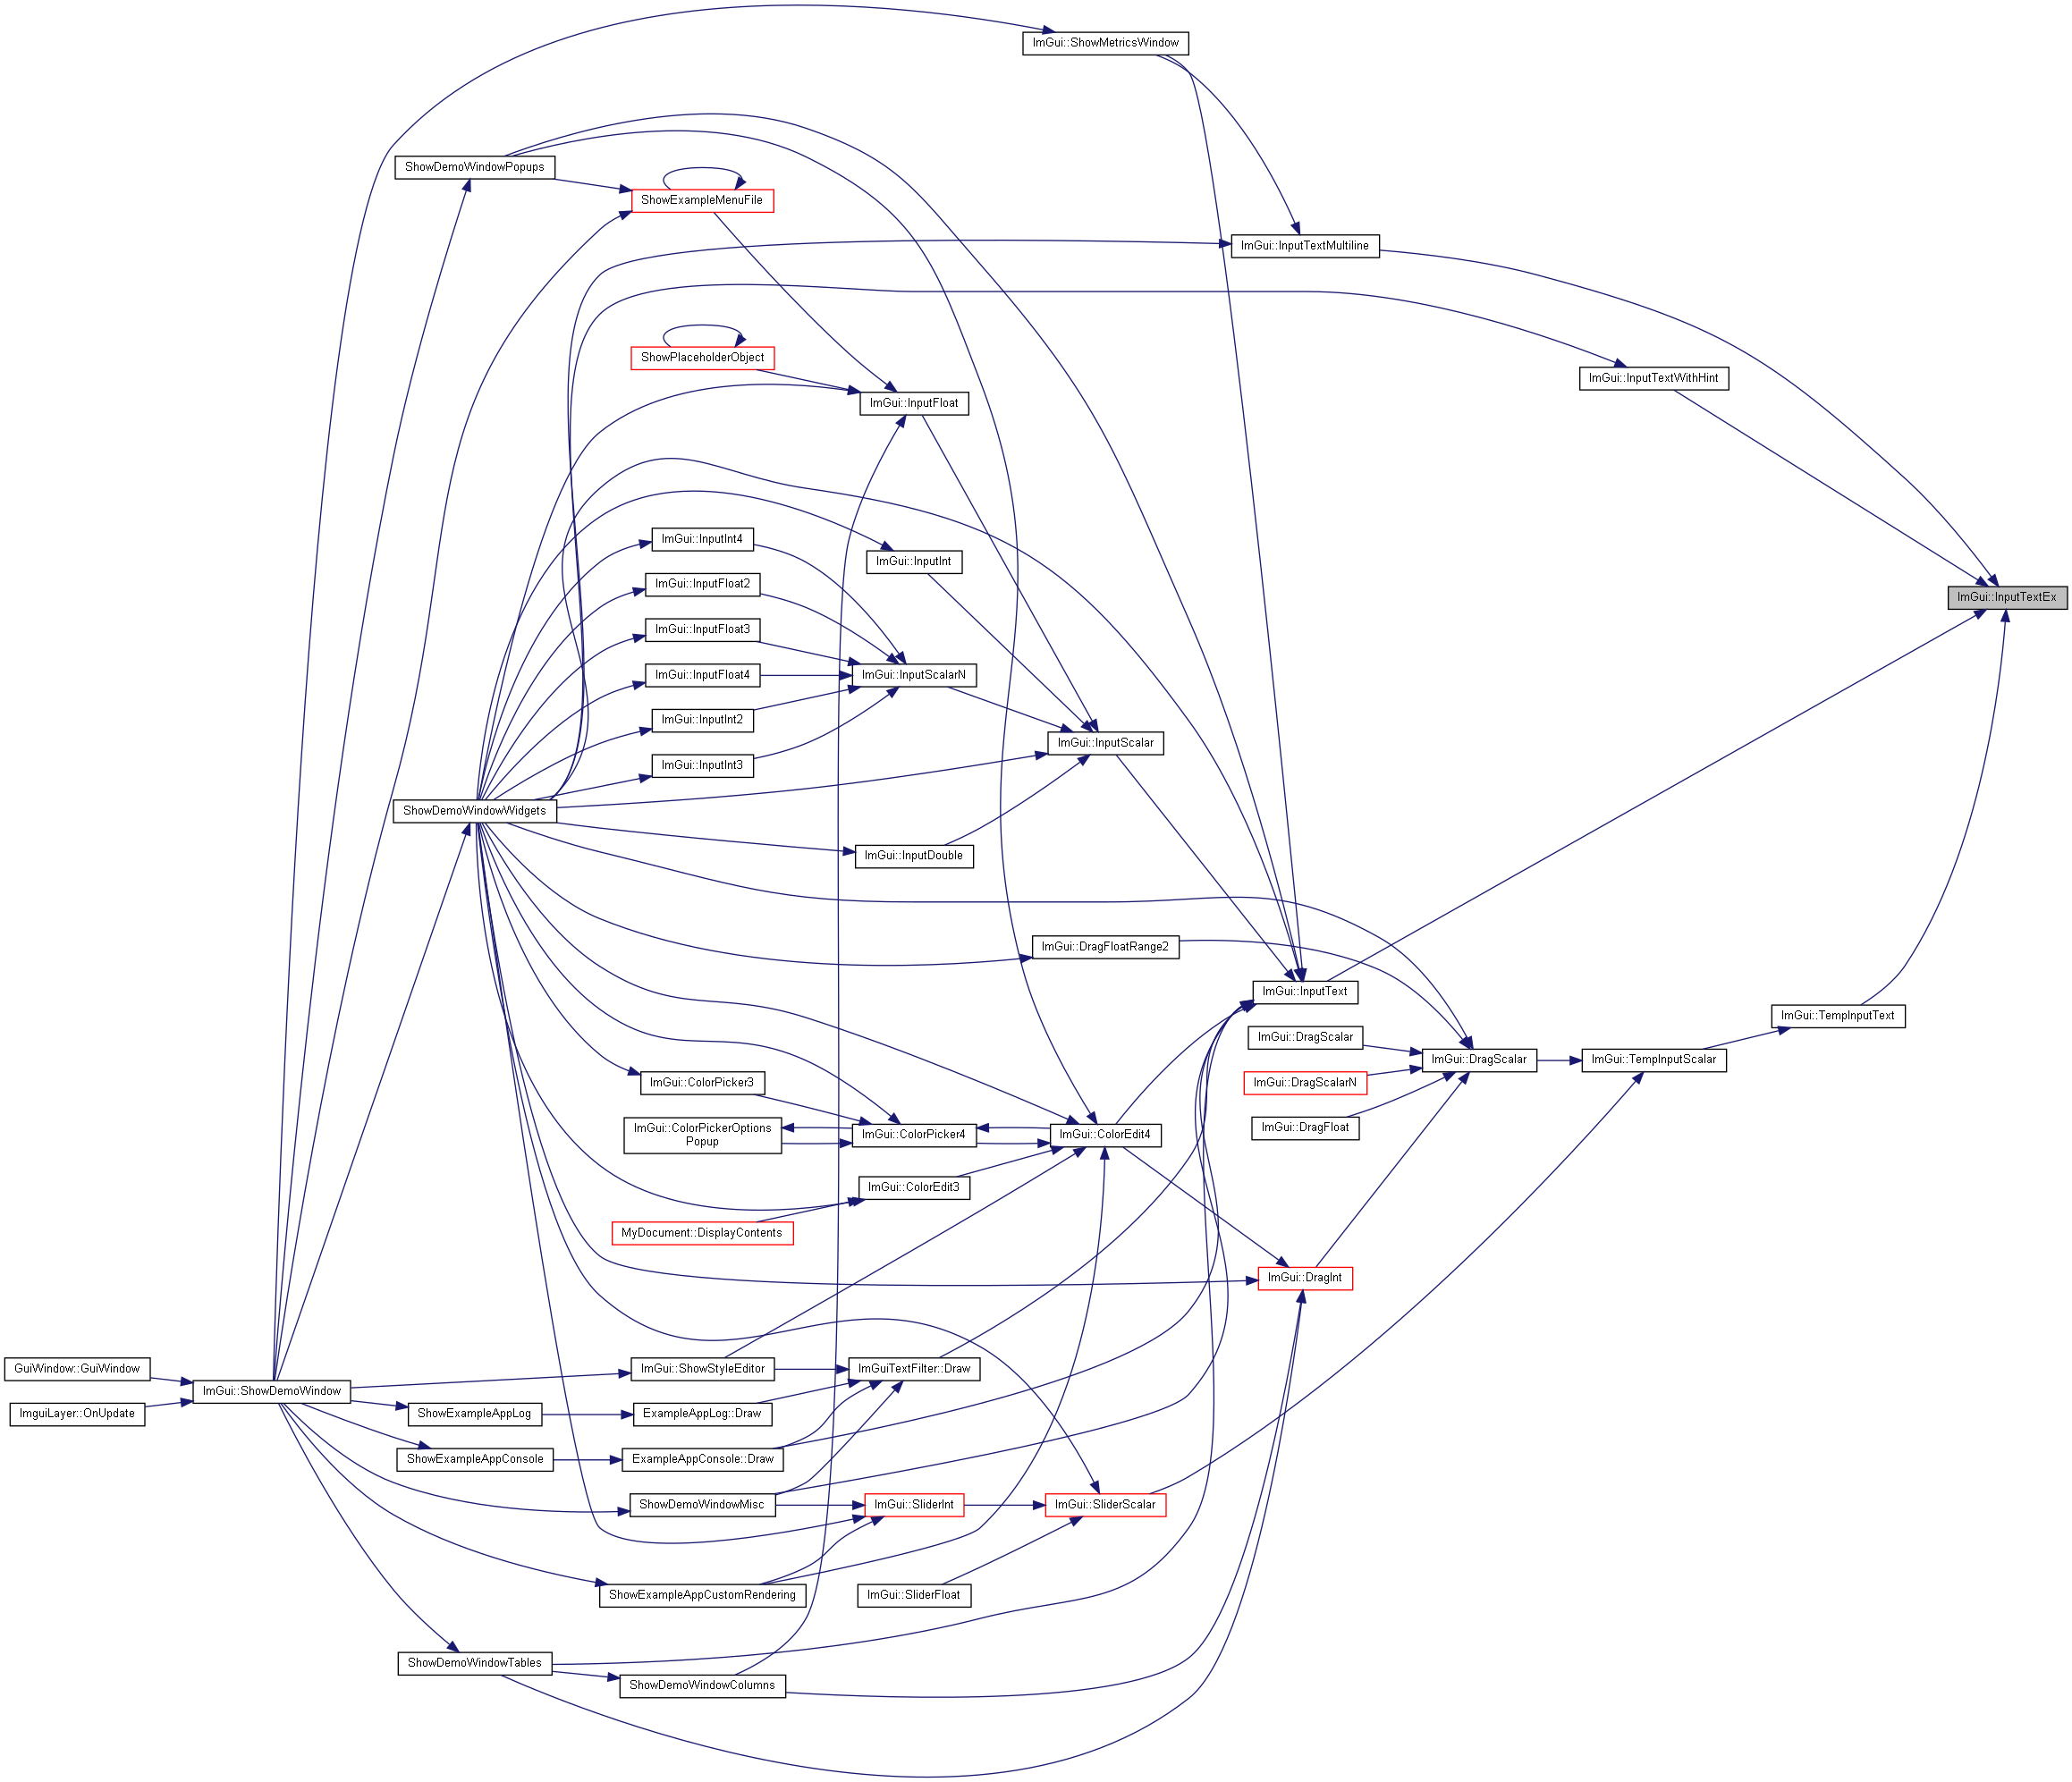 ImGui::ShowMetricsWindow
ShowDemoWindowPopups
ShowExampleMenuFile
ImGui::InputTextMultiline
ShowPlaceholderObject
ImGui::InputTextWithHint
ImGui::InputFloat
ImGui::InputInt4
ImGui::InputInt
ImGui::InputFloat2
ImGui::InputTextEx
ImGui::InputFloat3
ImGui::InputScalarN
ImGui::InputFloat4
ImGui::InputInt2
ImGui::InputScalar
ImGui::InputInt3
ShowDemoWindowWidgets
ImGui::InputDouble
ImGui::DragFloatRange2
ImGui::InputText
ImGui::TempInputText
ImGui::DragScalar
ImGui::DragScalar
ImGui::TempInputScalar
ImGui::ColorPicker3
ImGui::DragScalarN
ImGui::ColorPickerOptions
Popup
ImGui::ColorPicker4
ImGui::ColorEdit4
ImGui::DragFloat
ImGui::ColorEdit3
MyDocument::DisplayContents
ImGui::DragInt
GuiWindow::GuiWindow
ImGui::ShowStyleEditor
ImGuiTextFilter::Draw
ImGui::ShowDemoWindow
ImguiLayer::OnUpdate
ShowExampleAppLog
ExampleAppLog::Draw
ShowExampleAppConsole
ExampleAppConsole::Draw
ShowDemoWindowMisc
ImGui::SliderInt
ImGui::SliderScalar
ShowExampleAppCustomRendering
ImGui::SliderFloat
ShowDemoWindowTables
ShowDemoWindowColumns